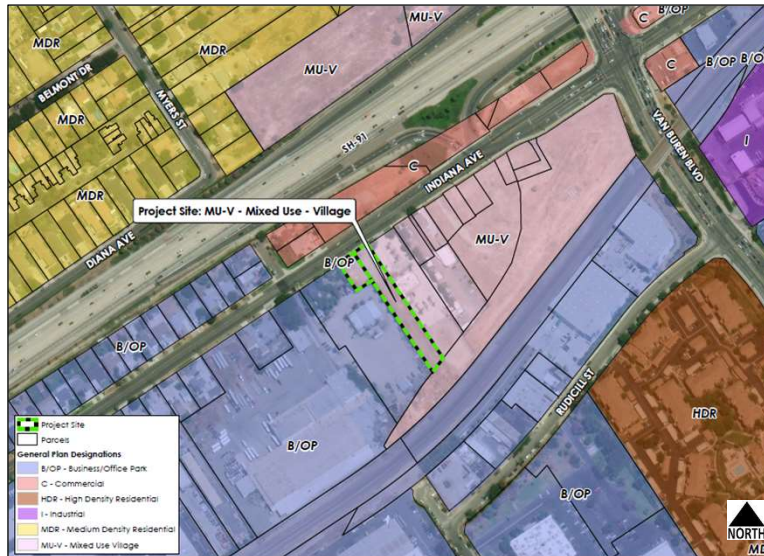 B/OP
C
MDR
MDR
MU-V
MU-V
BELMONT DR
MYERS ST
C
B/OP
B/O
MDR
I
SH-91
VAN BUREN BLVD
C
INDIANA AVE
MDR
Project Site: MU-V - Mixed Use - Village
DIANA AVE
MU-V
B/OP
B/OP
RUDICILL ST
HDR
B/OP
B/OP
Project Site
Parcels
General Plan Designations
B/OP - Business/Office Park
C - Commercial
HDR - High Density Residential
I - Industrial
MDR - Medium Density Residential
MU-V - Mixed Use Village
NORTH